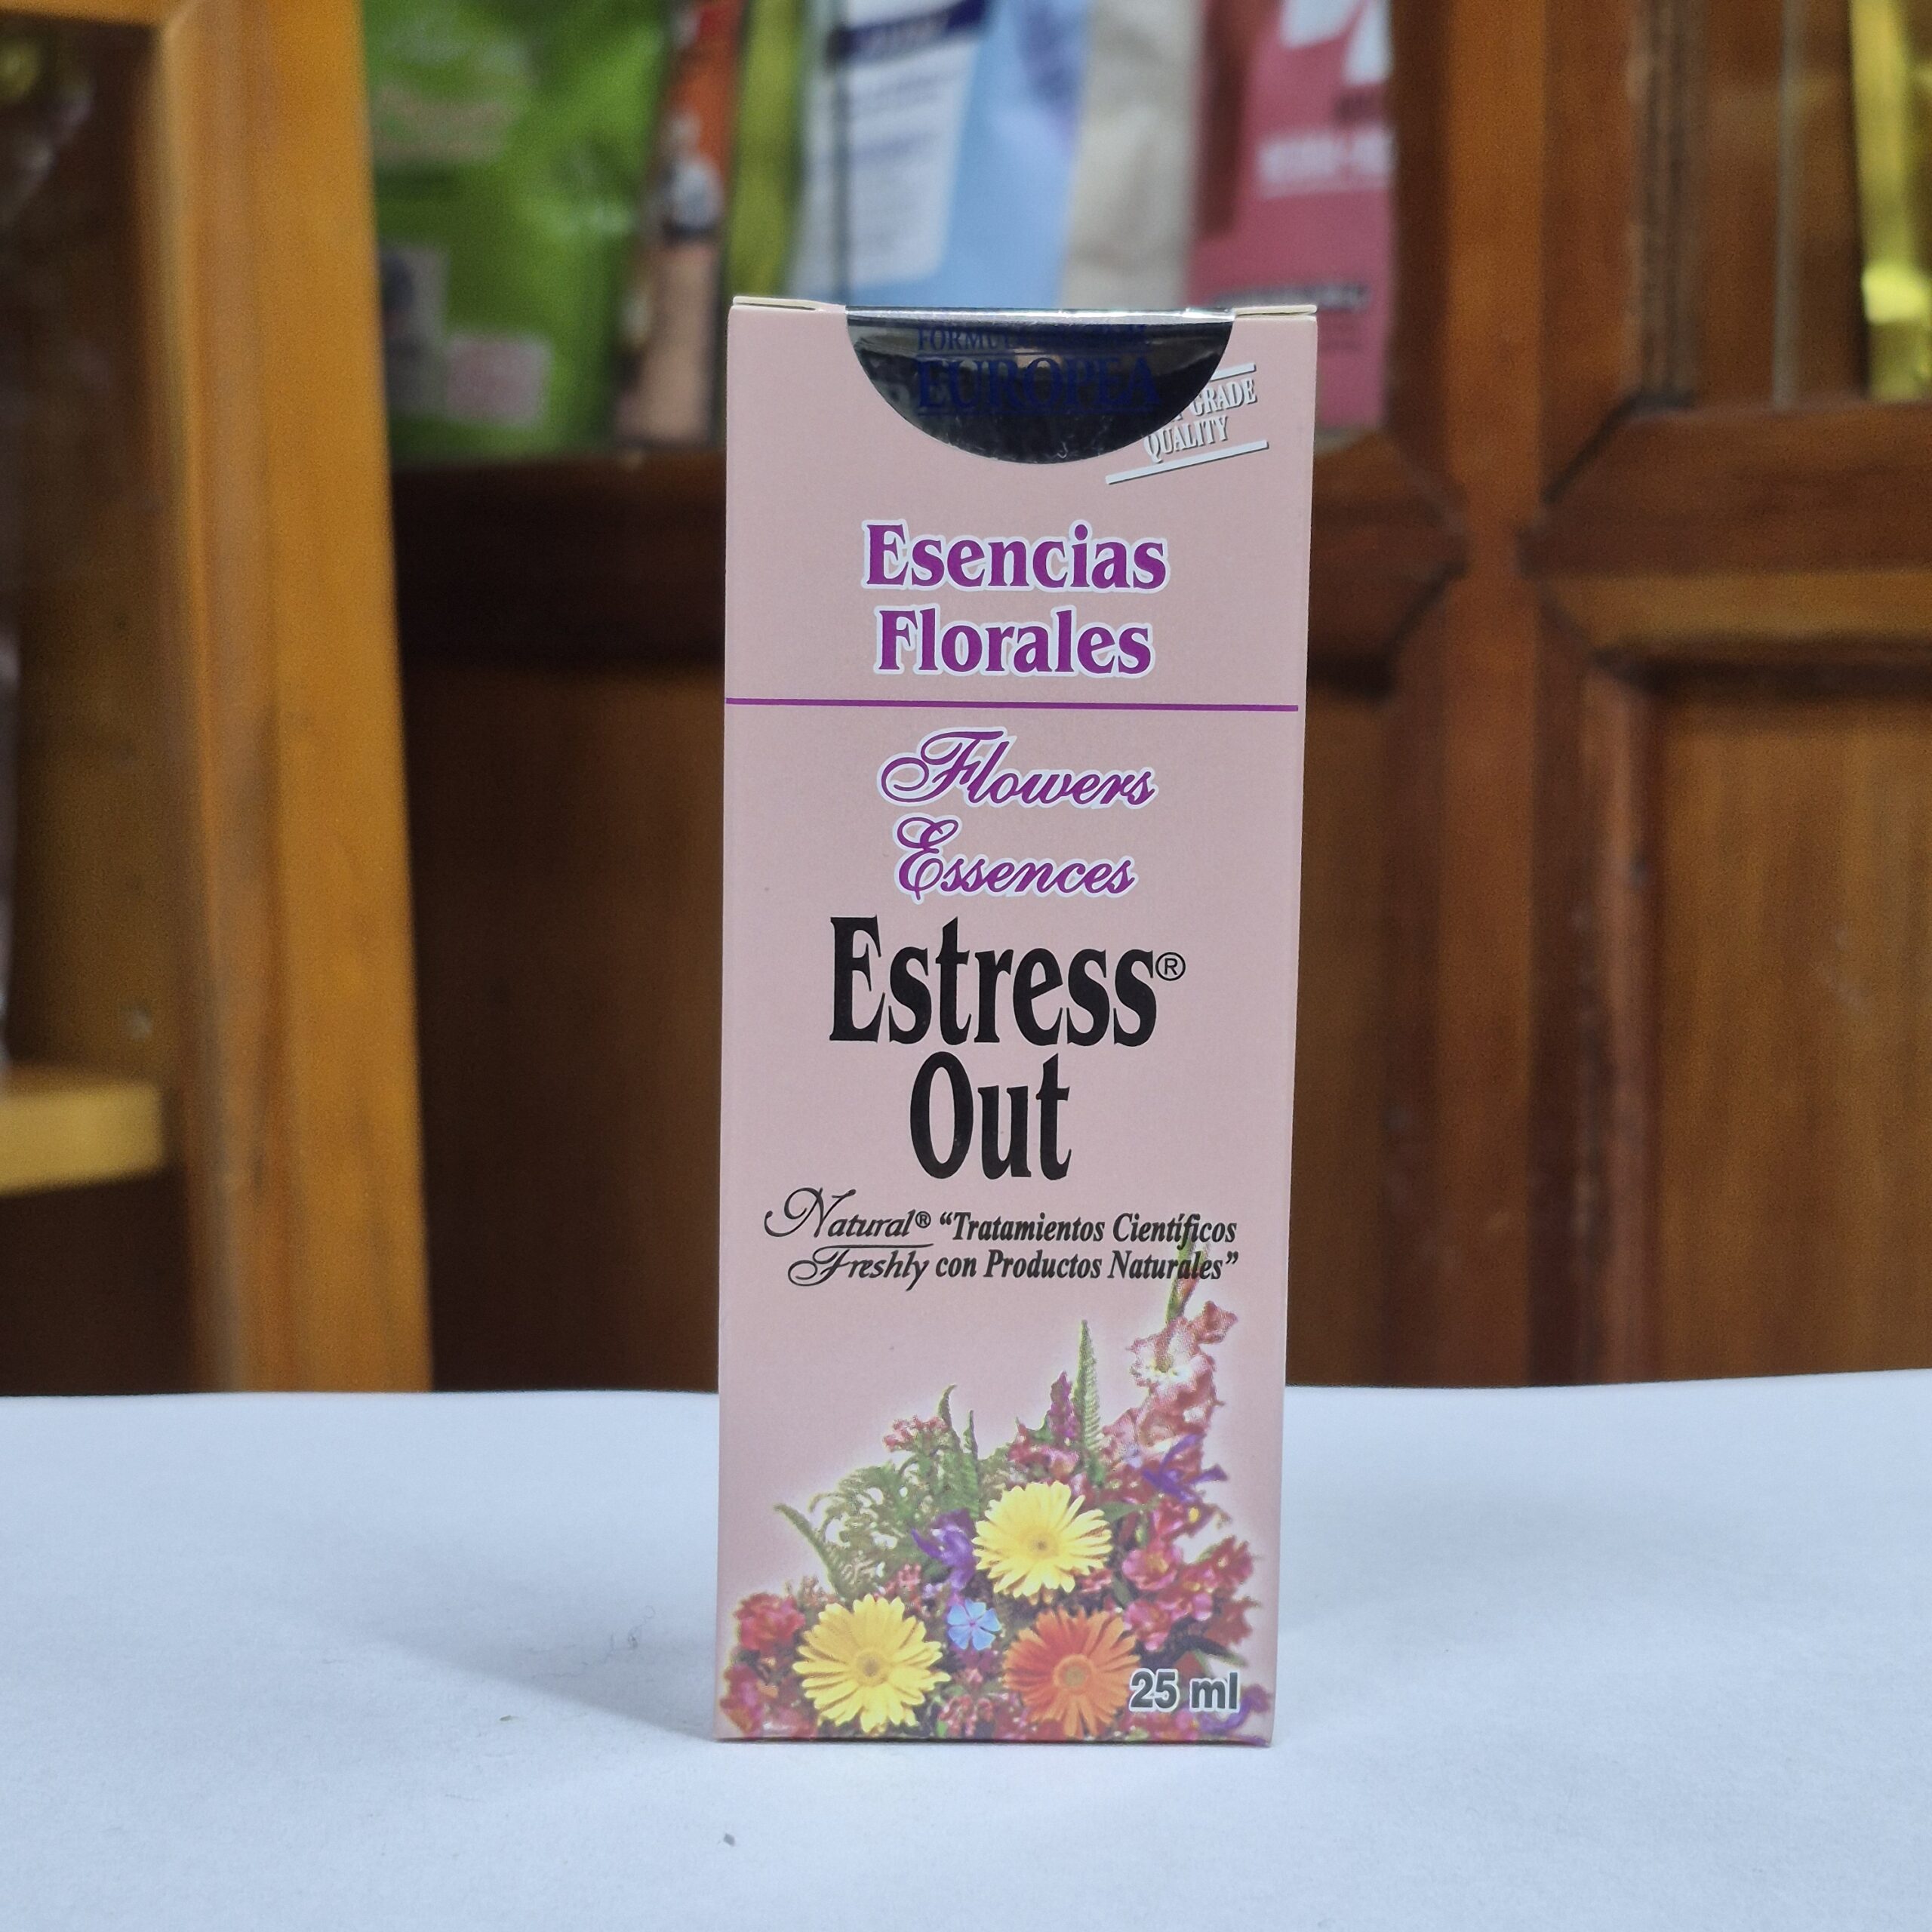 EUROPEA
GRADE
QUALITY
Esencias
Florales
Flowers
Essences
Estress®
Out
Natural® “Tratamientos Científicos
Freshly con Productos Naturales”
25 ml